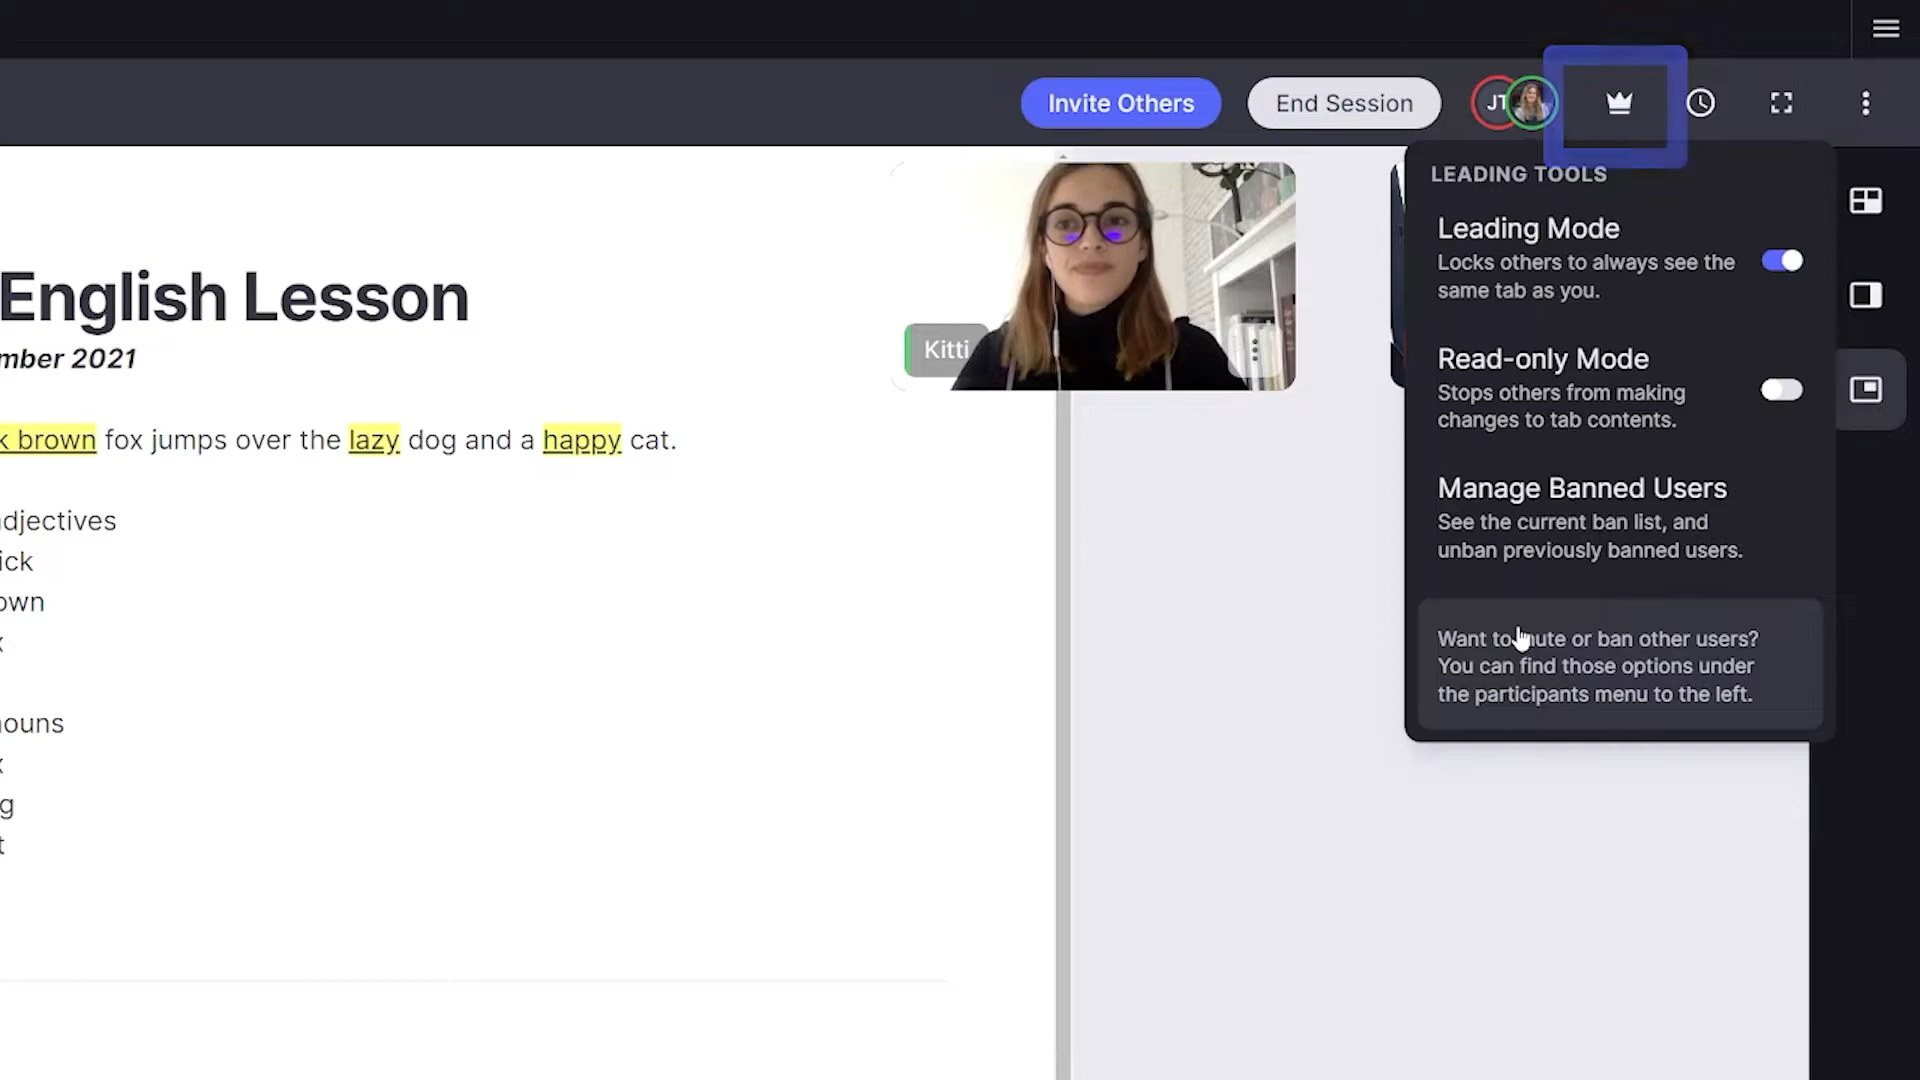 Invite Others
End Session
JT
LEADING TOOLS
Leading Mode
Locks others to always see the
same tab as you.
Read-only Mode
Stops others from making
changes to tab contents.
Manage Banned Users
See the current ban list, and
unban previously banned users.
Want to mute or ban other users?
You can find those options under
the participants menu to the left.
Kitti
English Lesson
mber 2021
k brown fox jumps over the lazy dog and a happy cat.
djectives
ick
own
x
nouns
x
g
t